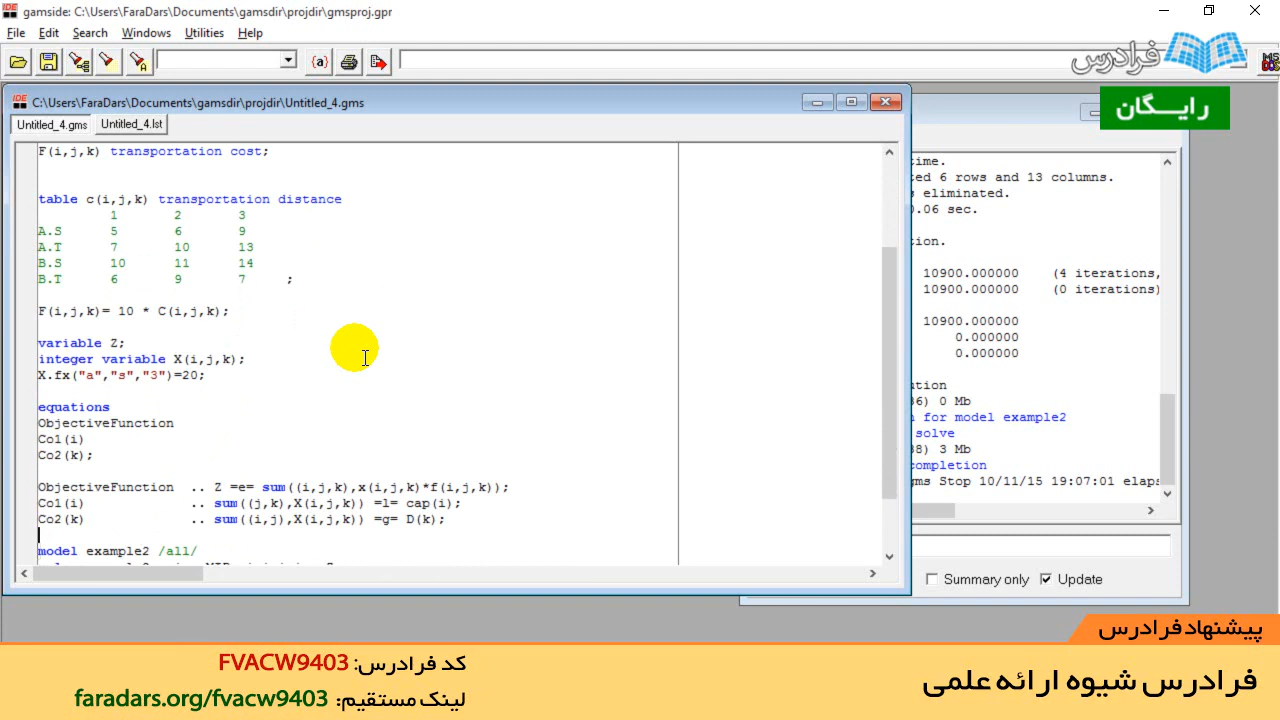 gamside: C:\Users\FaraDars\Documents\gamsdir\projdir\gmsproj.gpr
File Edit Search Windows Utilities Help
{a}
فرادرس
رایـــگان
C:\Users\FaraDars\Documents\gamsdir\projdir\Untitled_4.gms
Untitled_4.gms Untitled_4.lst
F(i,j,k) transportation cost;
table c(i,j,k) transportation distance
1 2 3
A.S 5 6 9
A.T 7 10 13
B.S 10 11 14
B.T 6 9 7 ;
F(i,j,k)= 10 * C(i,j,k);
variable Z;
integer variable X(i,j,k);
X.fx("a","s","3")=20;
equations
ObjectiveFunction
Co1(i)
Co2(k);
ObjectiveFunction .. Z =e= sum((i,j,k),x(i,j,k)*f(i,j,k));
Co1(i) .. sum((j,k),X(i,j,k)) =l= cap(i);
Co2(k) .. sum((i,j),X(i,j,k)) =g= D(k);
model example2 /all/
time.
ed 6 rows and 13 columns.
eliminated.
0.06 sec.
ion.
10900.000000 (4 iterations,
10900.000000 (0 iterations)
10900.000000
0.000000
0.000000
ution
36) 0 Mb
n for model example2
solve
38) 3 Mb
completion
gms Stop 10/11/15 19:07:01 elaps
Summary only Update
پیشنهاد فرادرس
فرادرس شیوه ارائه علمی
کد فرادرس: FVACW9403
لینک مستقیم: faradars.org/fvacw9403